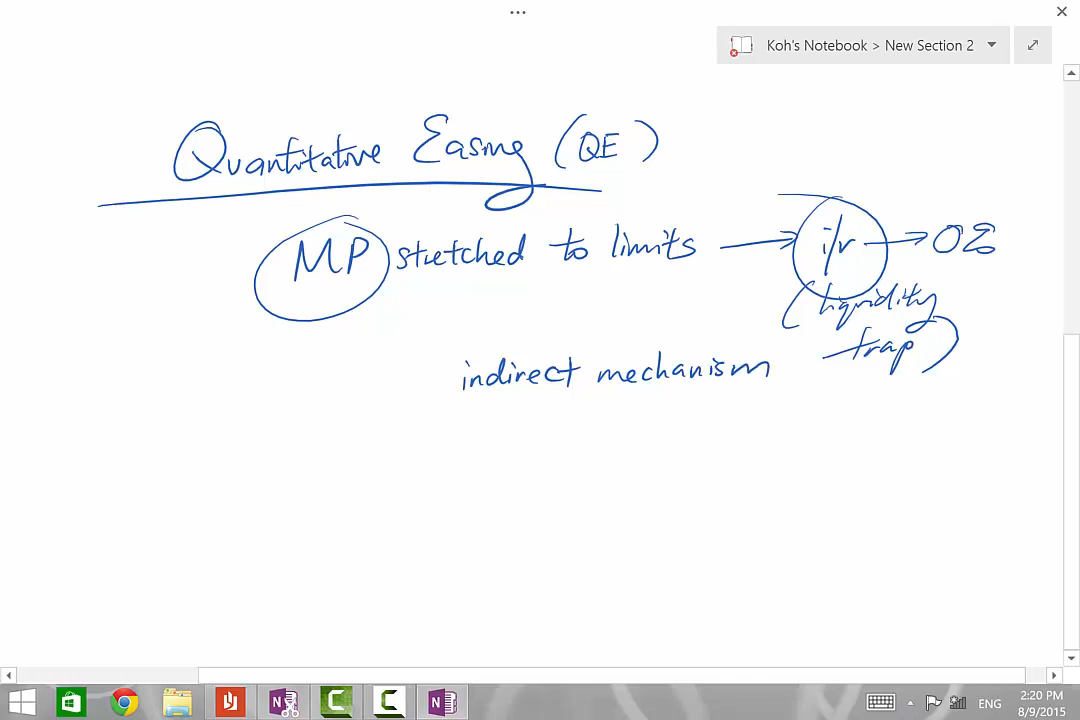 Koh's Notebook > New Section 2
Quantitative Easing (QE)
MP stretched to limits → i/r → 0%
(liquidity
trap)
indirect mechanism
ENG
2:20 PM
8/9/2015